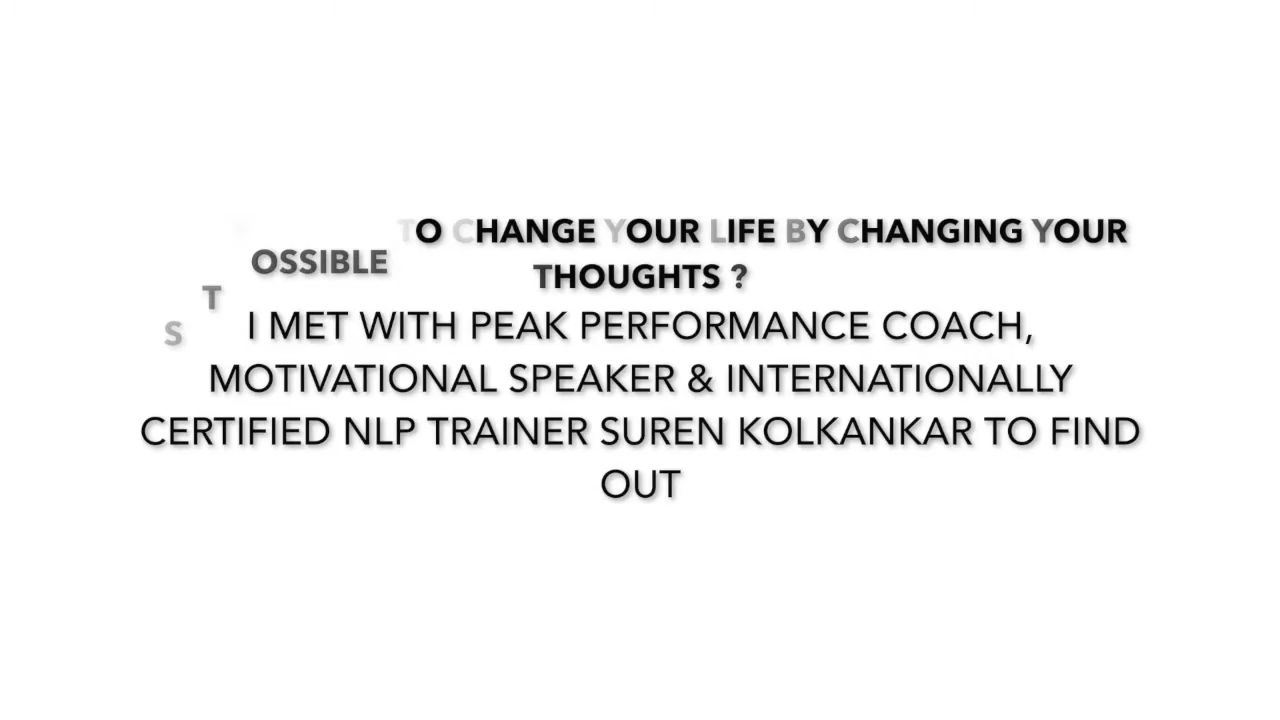 OSSIBLE TO CHANGE YOUR LIFE BY CHANGING YOUR
T THOUGHTS ?
S I MET WITH PEAK PERFORMANCE COACH,
MOTIVATIONAL SPEAKER & INTERNATIONALLY
CERTIFIED NLP TRAINER SUREN KOLKANKAR TO FIND
OUT